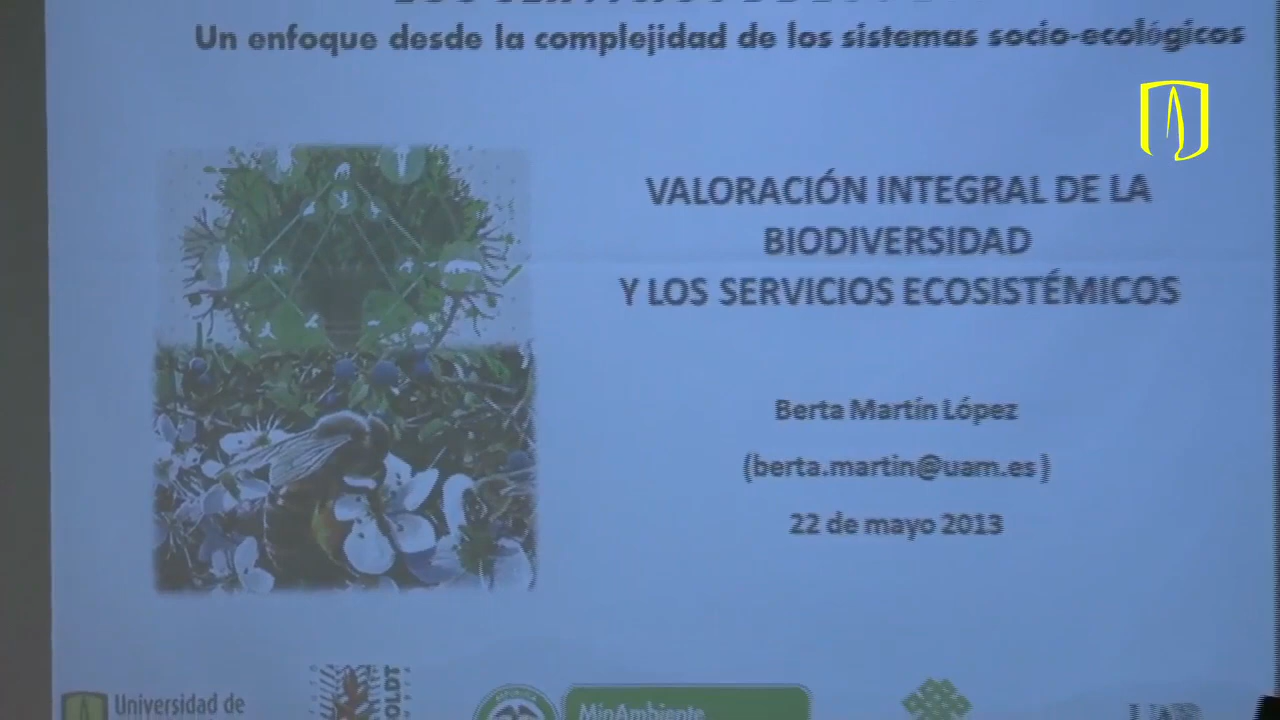 Un enfoque desde la complejidad de los sistemas socio-ecológicos
VALORACIÓN INTEGRAL DE LA
BIODIVERSIDAD
Y LOS SERVICIOS ECOSISTÉMICOS
Berta Martín López
(berta.martin@uam.es)
22 de mayo 2013
Universidad de
MinAmbiente